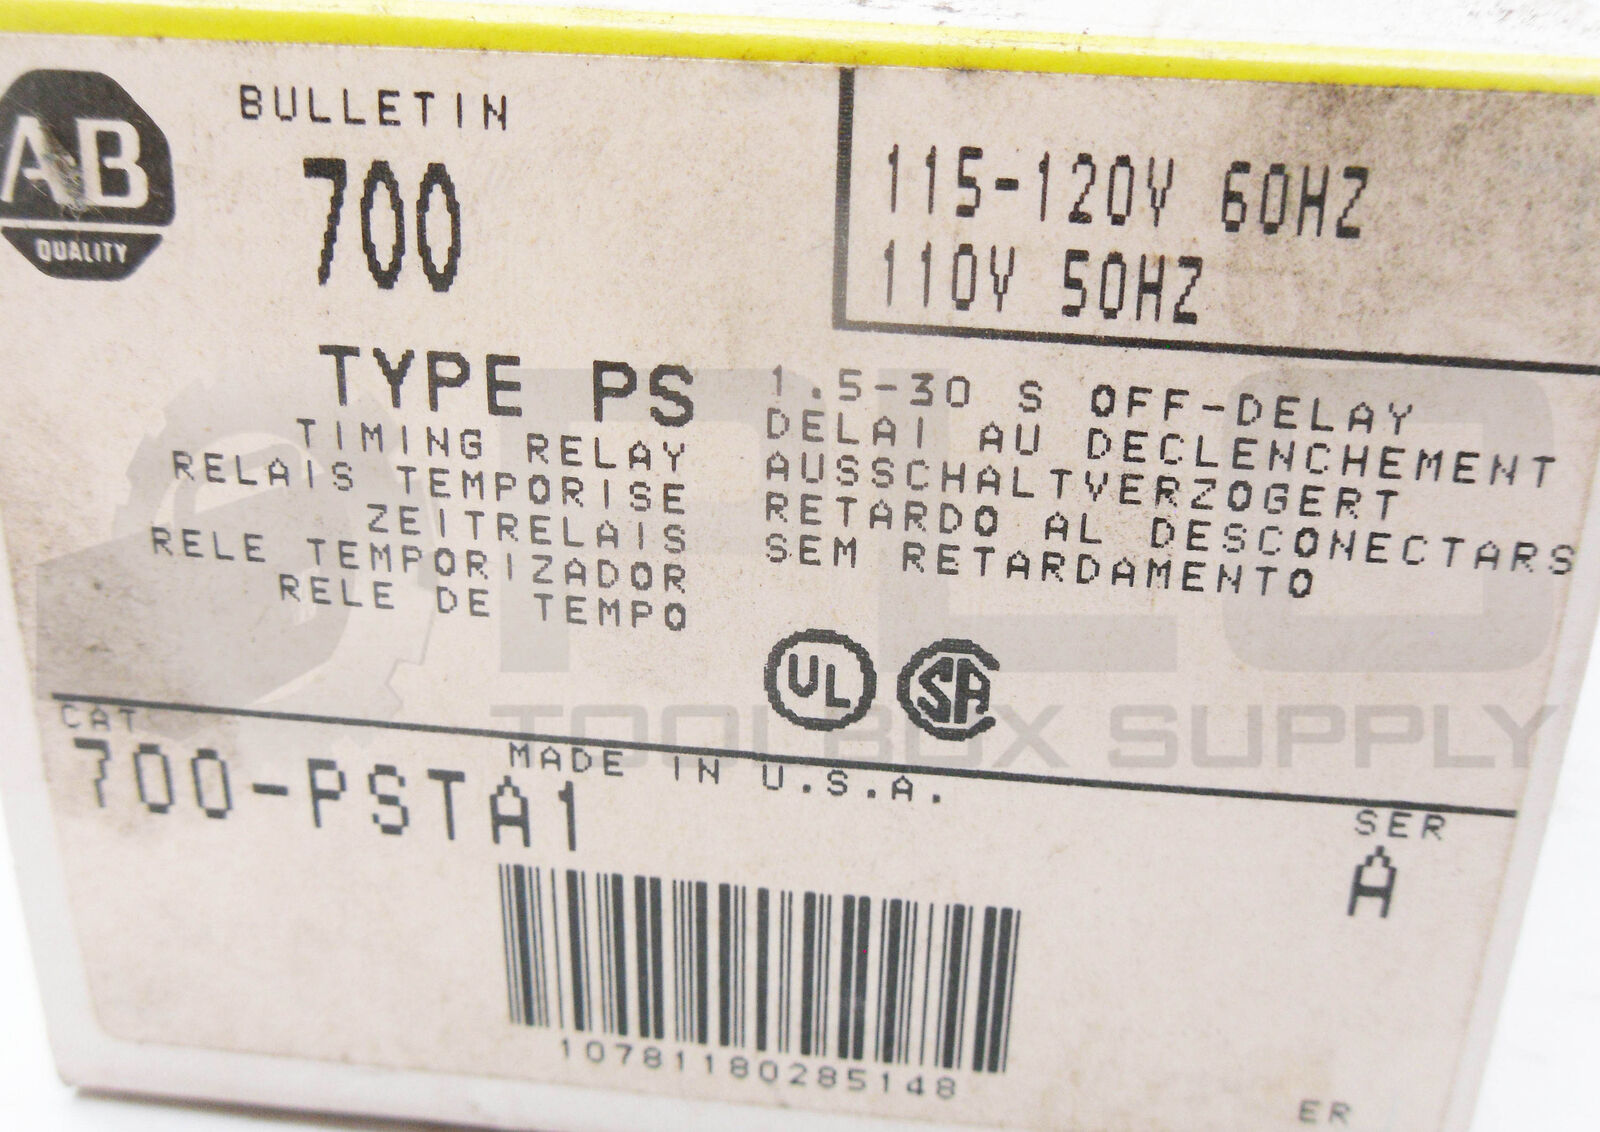 AB
QUALITY
BULLETIN
700
115-120V 60HZ
110V 50HZ
TYPE PS
TIMING RELAY
RELAIS TEMPORISE
ZEITRELAIS
RELE TEMPORIZADOR
RELE DE TEMPO
1.5-30 S OFF-DELAY
DELAI AU DECLENCHEMENT
AUSSCHALTVERZOGERT
RETARDO AL DESCONECTARS
SEM RETARDAMENTO
UL
SA
PLC
TOOLBOX SUPPLY
CAT
700-PSTA1
MADE IN U.S.A.
SER
A
10781180285148
ER